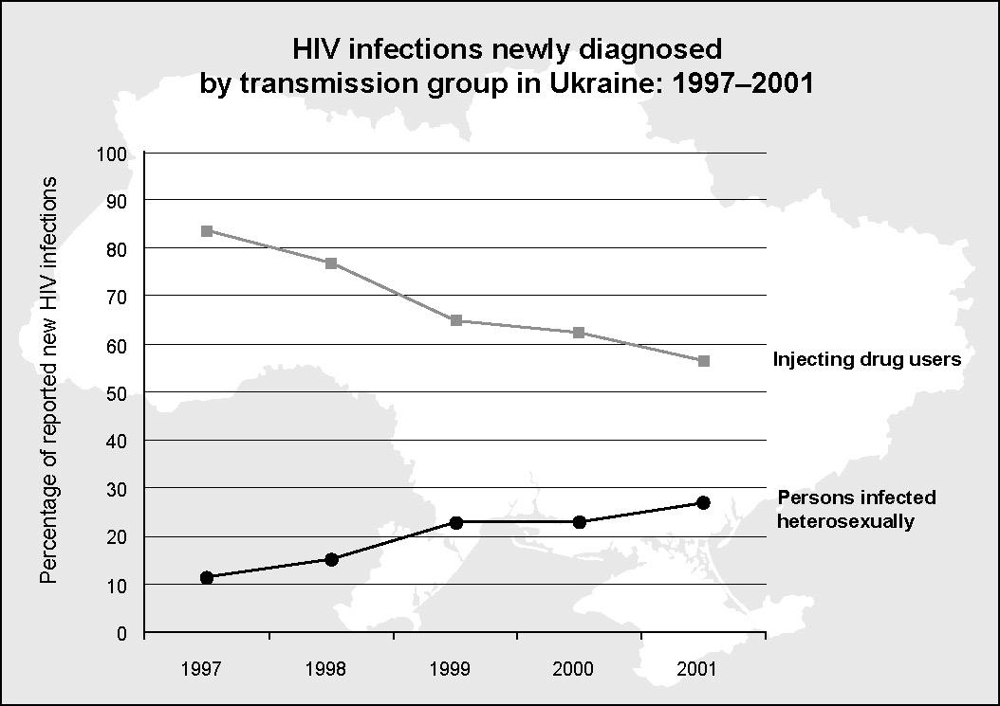 HIV infections newly diagnosed
by transmission group in Ukraine: 1997–2001
Percentage of reported new HIV infections
100
90
80
70
60
50
40
30
20
10
0
Injecting drug users
Persons infected
heterosexually
1997 1998 1999 2000 2001